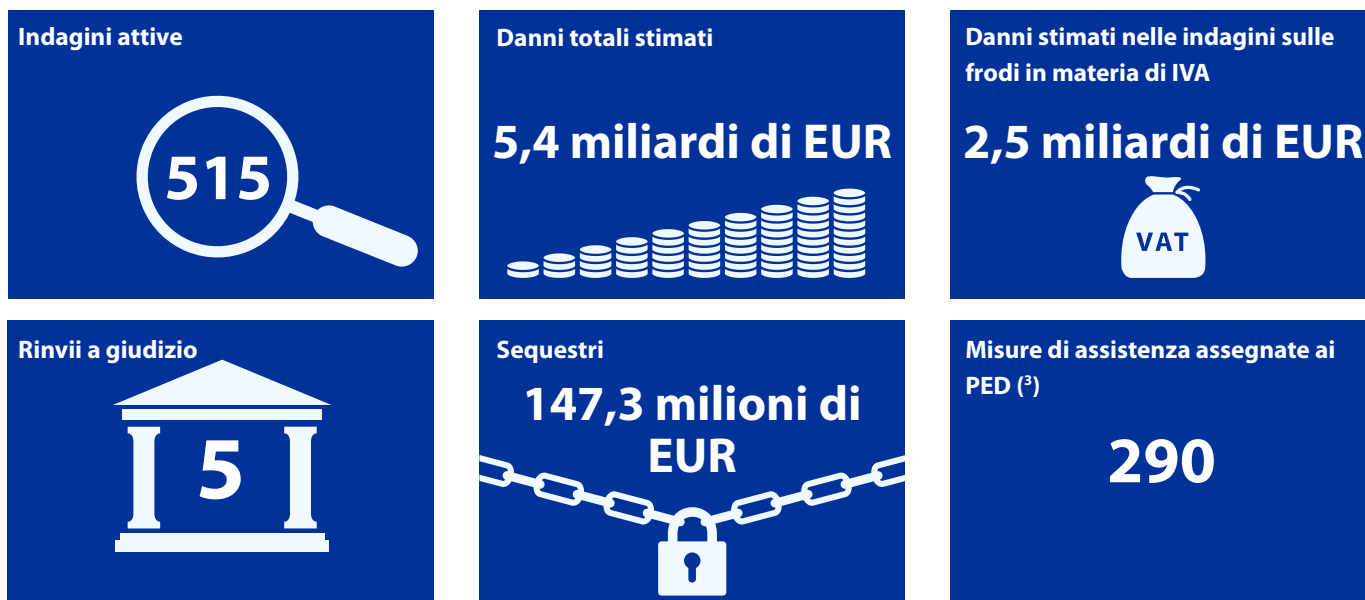 Indagini attive
515
Danni totali stimati
5,4 miliardi di EUR
Danni stimati nelle indagini sulle
frodi in materia di IVA
2,5 miliardi di EUR
VAT
Rinvii a giudizio
5
Sequestri
147,3 milioni di
EUR
Misure di assistenza assegnate ai
PED (³)
290